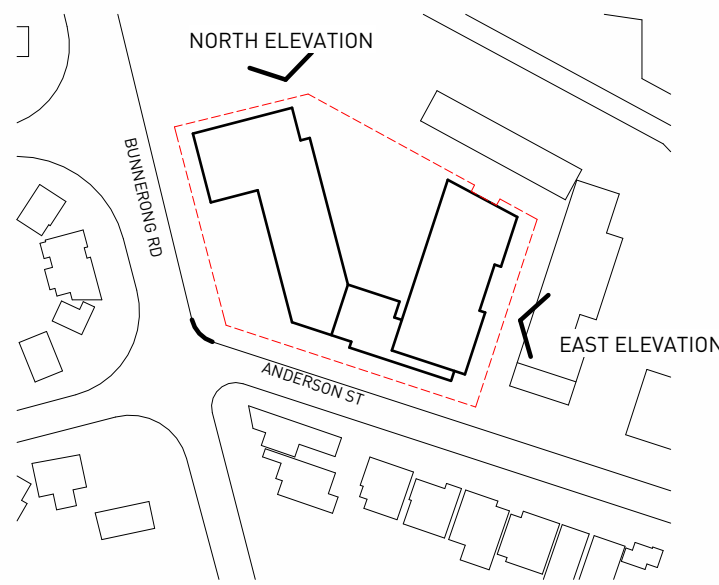 NORTH ELEVATION
BUNNERONG RD
EAST ELEVATION
ANDERSON ST